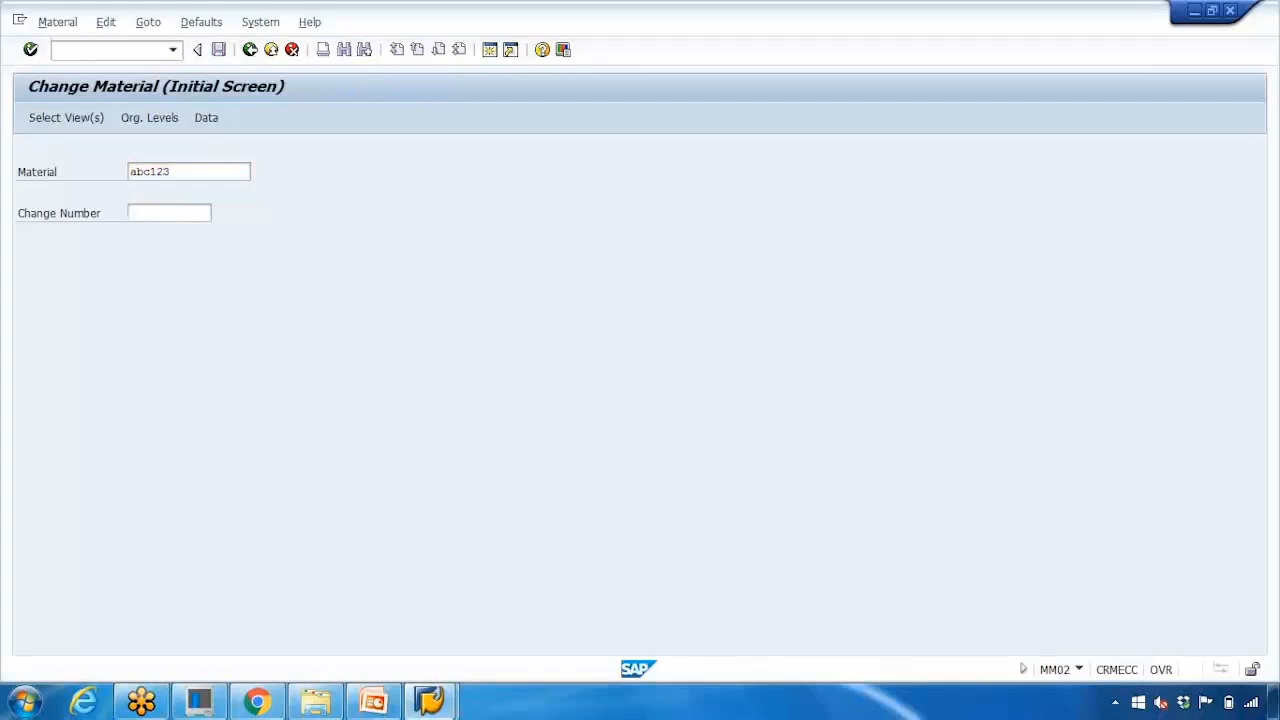 Material Edit Goto Defaults System Help
Change Material (Initial Screen)
Select View(s) Org. Levels Data
Material abc123
Change Number
SAP MM02 CRMECC OVR